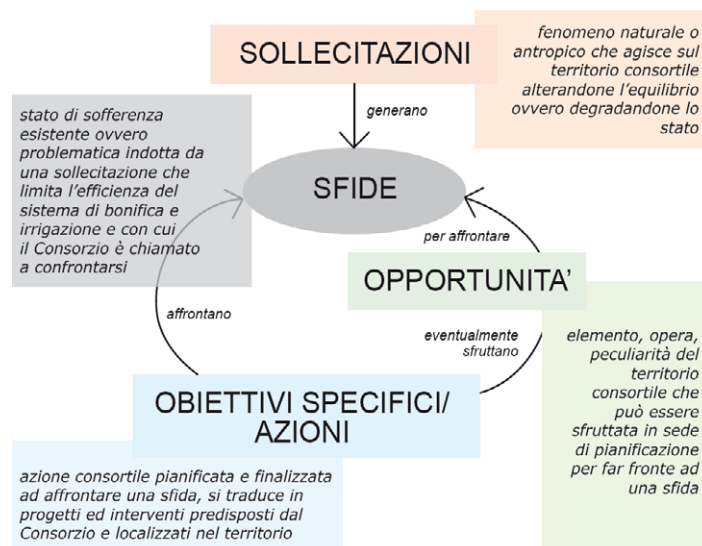 SOLLECITAZIONI
fenomeno naturale o
antropico che agisce sul
territorio consortile
alterandone l'equilibrio
ovvero degradandone lo
stato
generano
stato di sofferenza
esistente ovvero
problematica indotta da
una sollecitazione che
limita l'efficienza del
sistema di bonifica e
irrigazione e con cui
il Consorzio è chiamato
a confrontarsi
SFIDE
per affrontare
OPPORTUNITA'
affrontano
eventualmente
sfruttano
elemento, opera,
peculiarità del
territorio
consortile che
può essere
sfruttata in sede
di pianificazione
per far fronte ad
una sfida
OBIETTIVI SPECIFICI/
AZIONI
azione consortile pianificata e finalizzata
ad affrontare una sfida, si traduce in
progetti ed interventi predisposti dal
Consorzio e localizzati nel territorio